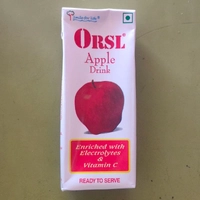 ORSL®
Apple
Drink
Enriched with
Electrolytes
&
Vitamin C
READY TO SERVE